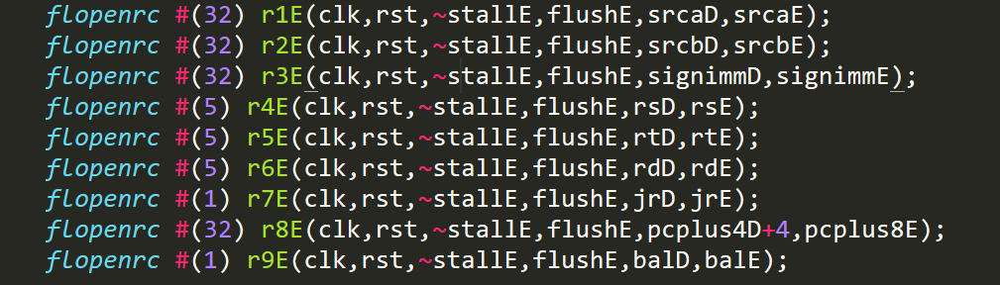 flopenrc #(32) r1E(clk,rst,~stallE,flushE,srcaD,srcaE);
flopenrc #(32) r2E(clk,rst,~stallE,flushE,srcbD,srcbE);
flopenrc #(32) r3E(clk,rst,~stallE,flushE,signimmD,signimmE);
flopenrc #(5) r4E(clk,rst,~stallE,flushE,rsD,rsE);
flopenrc #(5) r5E(clk,rst,~stallE,flushE,rtD,rtE);
flopenrc #(5) r6E(clk,rst,~stallE,flushE,rdD,rdE);
flopenrc #(1) r7E(clk,rst,~stallE,flushE,jrD,jrE);
flopenrc #(32) r8E(clk,rst,~stallE,flushE,pcplus4D+4,pcplus8E);
flopenrc #(1) r9E(clk,rst,~stallE,flushE,balD,balE);